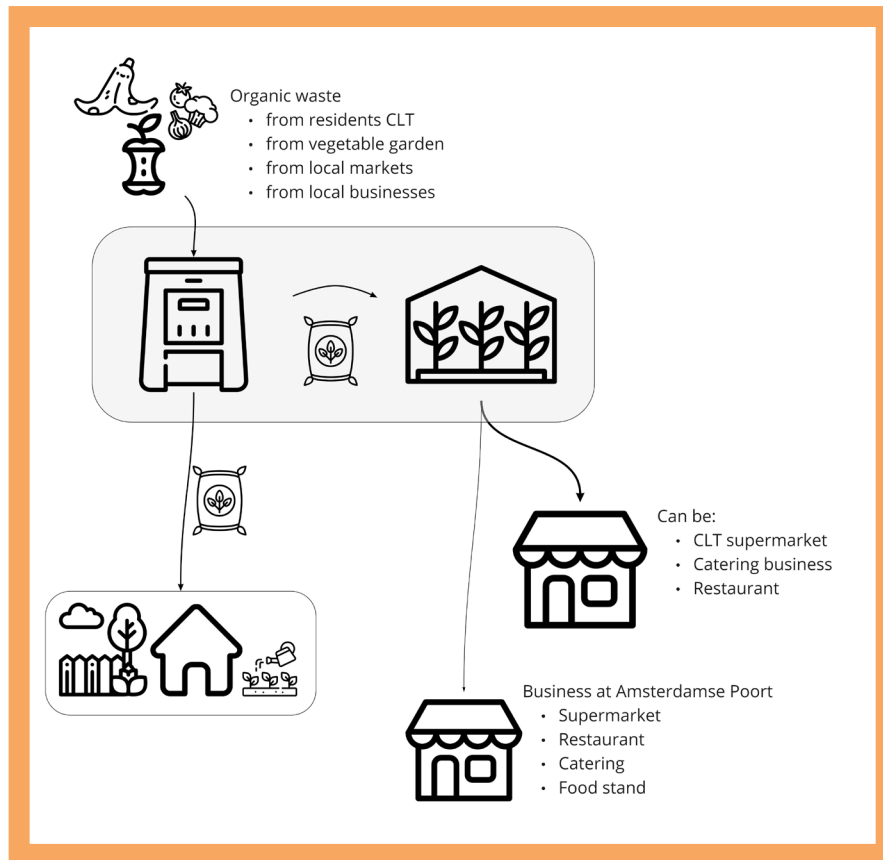 Organic waste
• from residents CLT
• from vegetable garden
• from local markets
• from local businesses
Can be:
• CLT supermarket
• Catering business
• Restaurant
Business at Amsterdamse Poort
• Supermarket
• Restaurant
• Catering
• Food stand